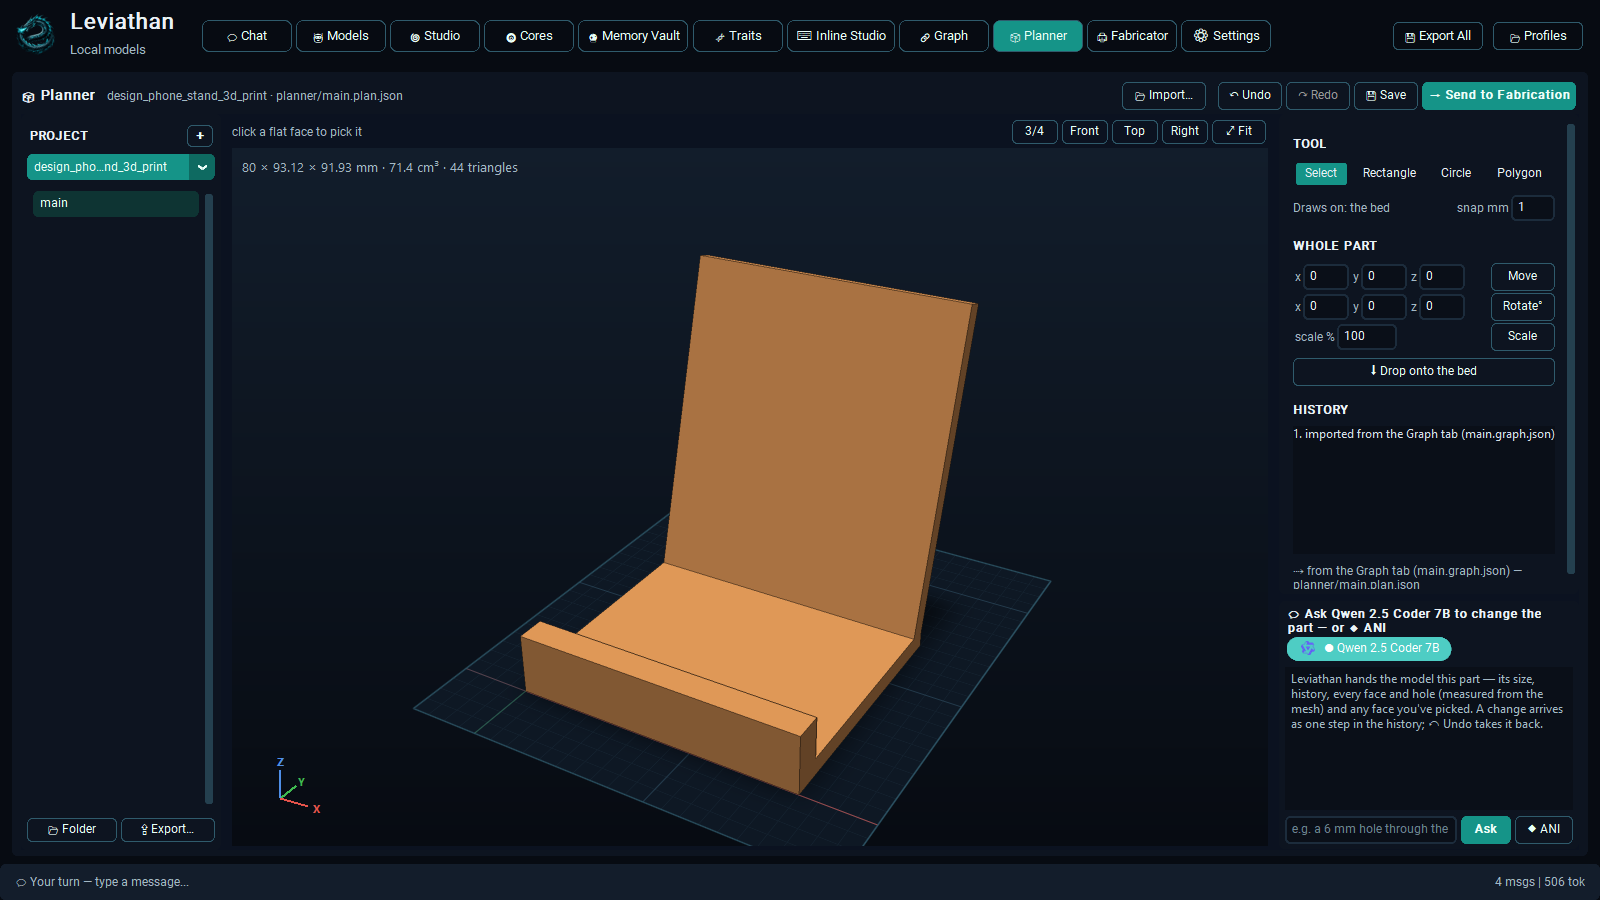 Leviathan
Local models
Chat
Models
Studio
Cores
Memory Vault
Traits
Inline Studio
Graph
Planner
Fabricator
Settings
Export All
Profiles
Planner design_phone_stand_3d_print · planner/main.plan.json
Import...
Undo
Redo
Save
→ Send to Fabrication
PROJECT
+
design_pho...nd_3d_print
main
Folder
Export...
click a flat face to pick it
3/4
Front
Top
Right
Fit
80 × 93.12 × 91.93 mm · 71.4 cm³ · 44 triangles
Z
Y
X
TOOL
Select Rectangle Circle Polygon
Draws on: the bed snap mm 1
WHOLE PART
x 0 y 0 z 0 Move
x 0 y 0 z 0 Rotate°
scale % 100 Scale
Drop onto the bed
HISTORY
1. imported from the Graph tab (main.graph.json)
from the Graph tab (main.graph.json) —
planner/main.plan.json
Ask Qwen 2.5 Coder 7B to change the
part — or ◆ ANI
Qwen 2.5 Coder 7B
Leviathan hands the model this part — its size,
history, every face and hole (measured from the
mesh) and any face you've picked. A change arrives
as one step in the history; Undo takes it back.
e.g. a 6 mm hole through the
Ask
◆ ANI
Your turn — type a message...
4 msgs | 506 tok